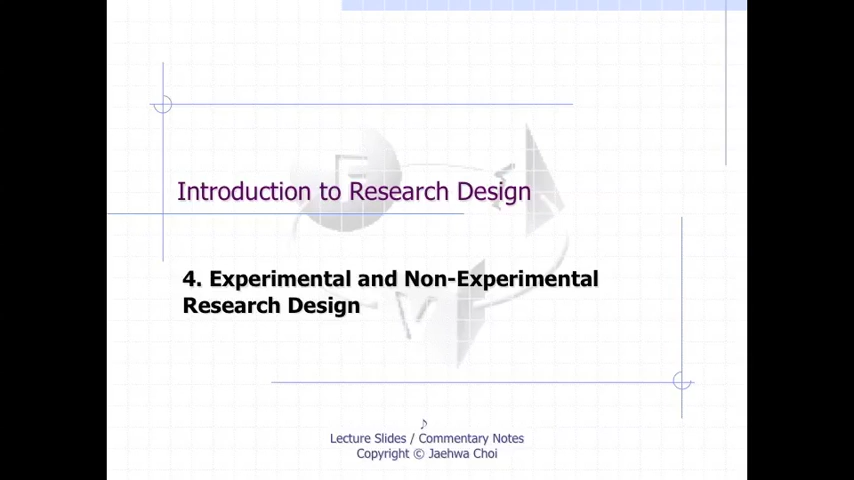 Introduction to Research Design
4. Experimental and Non-Experimental
Research Design
♪
Lecture Slides / Commentary Notes
Copyright © Jaehwa Choi